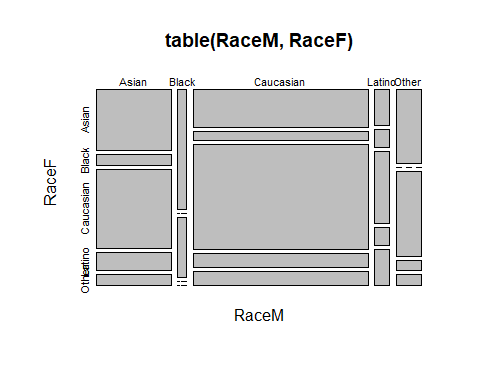 table(RaceM, RaceF)
Asian Black Caucasian Latino Other
Asian
Black
Caucasian
Latino
Other
RaceF
RaceM